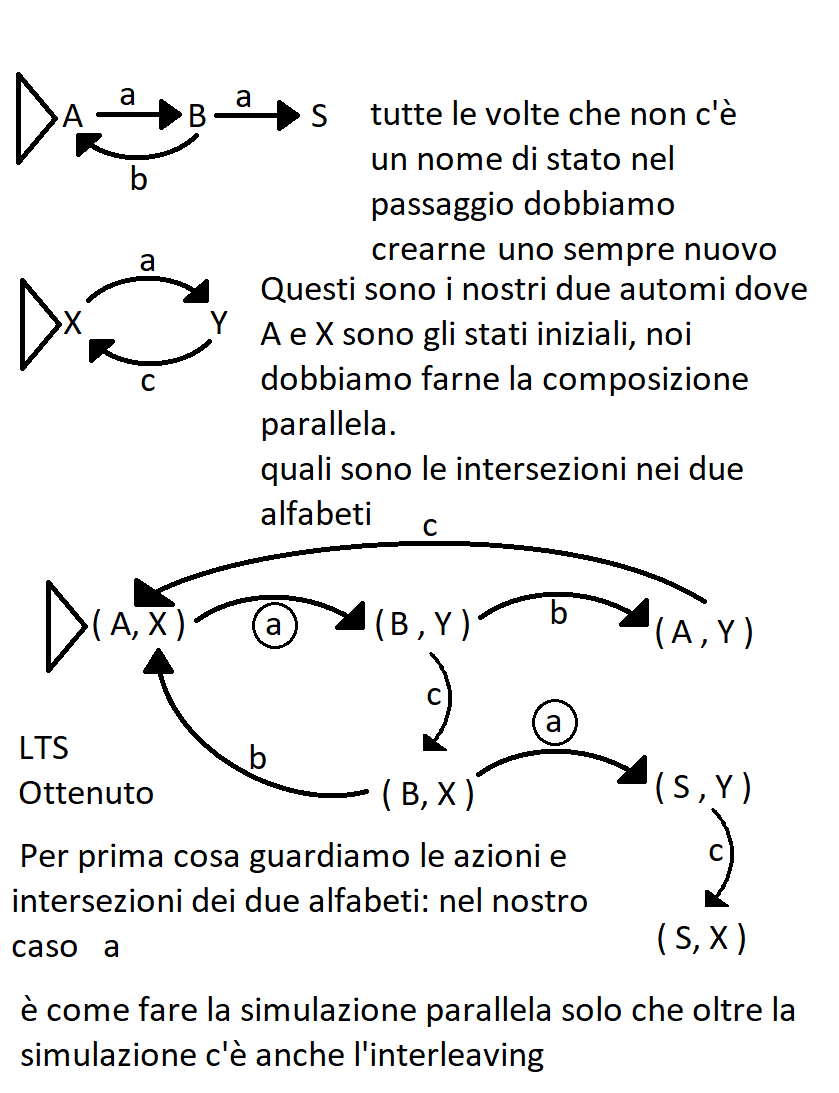 a
a
A B S
b
tutte le volte che non c'è
un nome di stato nel
passaggio dobbiamo
crearne uno sempre nuovo
a
X Y
c
Questi sono i nostri due automi dove
A e X sono gli stati iniziali, noi
dobbiamo farne la composizione
parallela.
quali sono le intersezioni nei due
alfabeti
c
( A, X ) a ( B , Y ) b ( A , Y )
c
a
b
( B, X ) ( S , Y )
c
( S, X )
LTS
Ottenuto
Per prima cosa guardiamo le azioni e
intersezioni dei due alfabeti: nel nostro
caso a
è come fare la simulazione parallela solo che oltre la
simulazione c'è anche l'interleaving